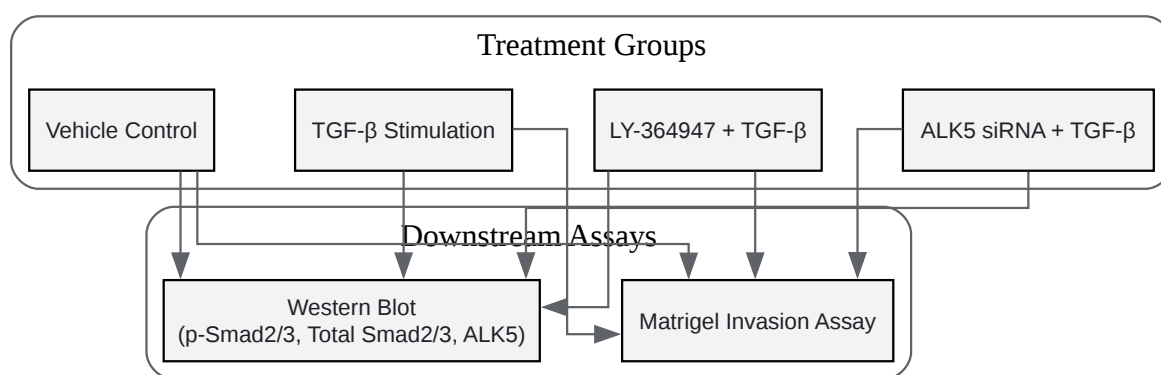 Treatment Groups
Vehicle Control
TGF-β Stimulation
LY-364947 + TGF-β
ALK5 siRNA + TGF-β
Downstream Assays
Western Blot
(p-Smad2/3, Total Smad2/3, ALK5)
Matrigel Invasion Assay